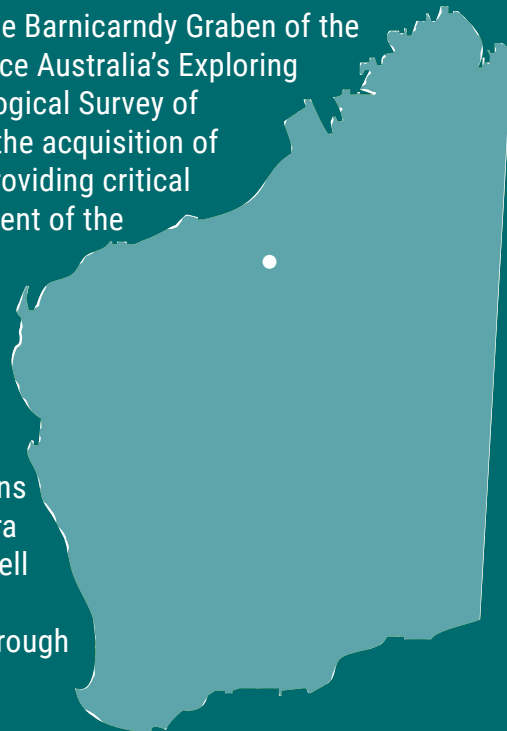 e Barnicarndy Graben of the
ce Australia's Exploring
ogical Survey of
the acquisition of
roviding critical
ent of the
ns
ra
ell
rough